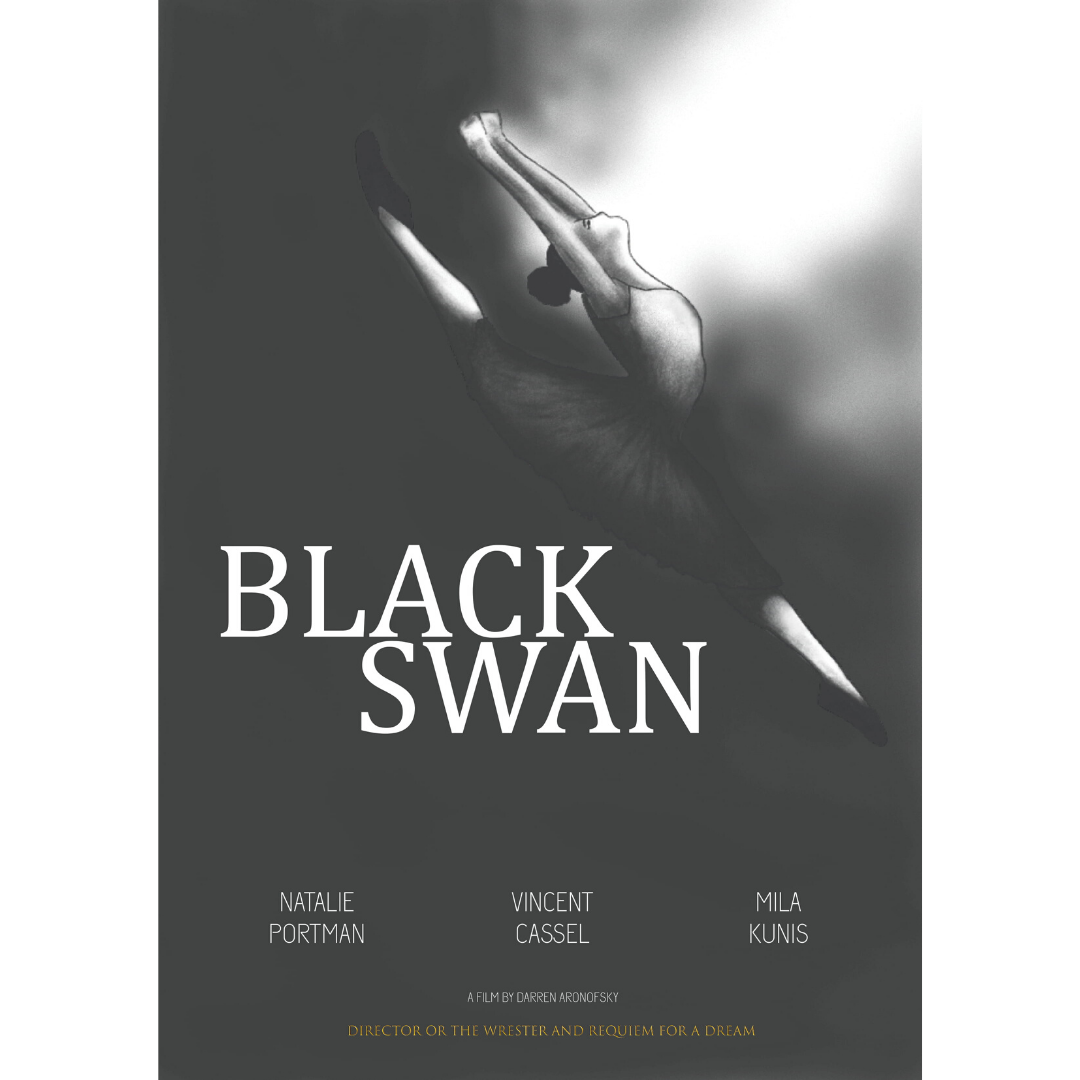 BLACK
SWAN
NATALIE
PORTMAN
VINCENT
CASSEL
MILA
KUNIS
A FILM BY DARREN ARONOFSKY
DIRECTOR OR THE WRESTER AND REQUIEM FOR A DREAM